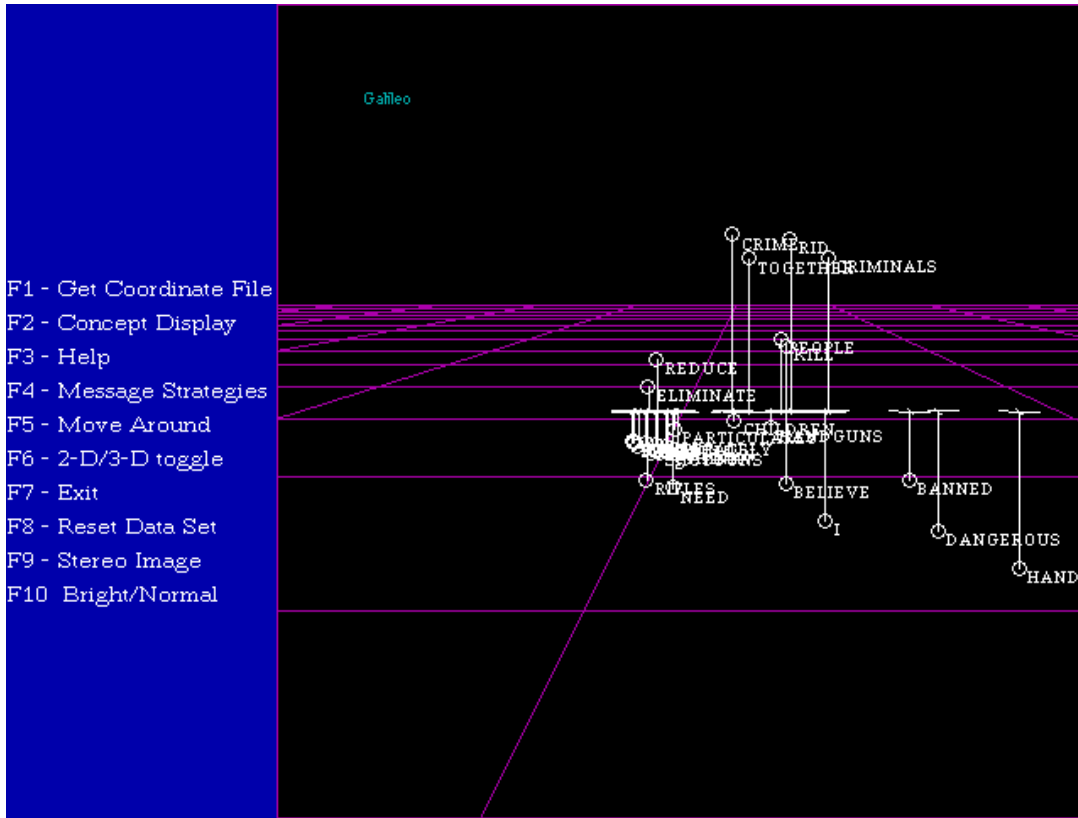 Galileo
F1 - Get Coordinate File
F2 - Concept Display
F3 - Help
F4 - Message Strategies
F5 - Move Around
F6 - 2-D/3-D toggle
F7 - Exit
F8 - Reset Data Set
F9 - Stereo Image
F10 Bright/Normal
CRIME
RID
TOGETHER
CRIMINALS
PEOPLE
KILL
REDUCE
ELIMINATE
CHILDREN
HANDGUNS
RIFLES
NEED
BELIEVE
BANNED
I
DANGEROUS
HAND